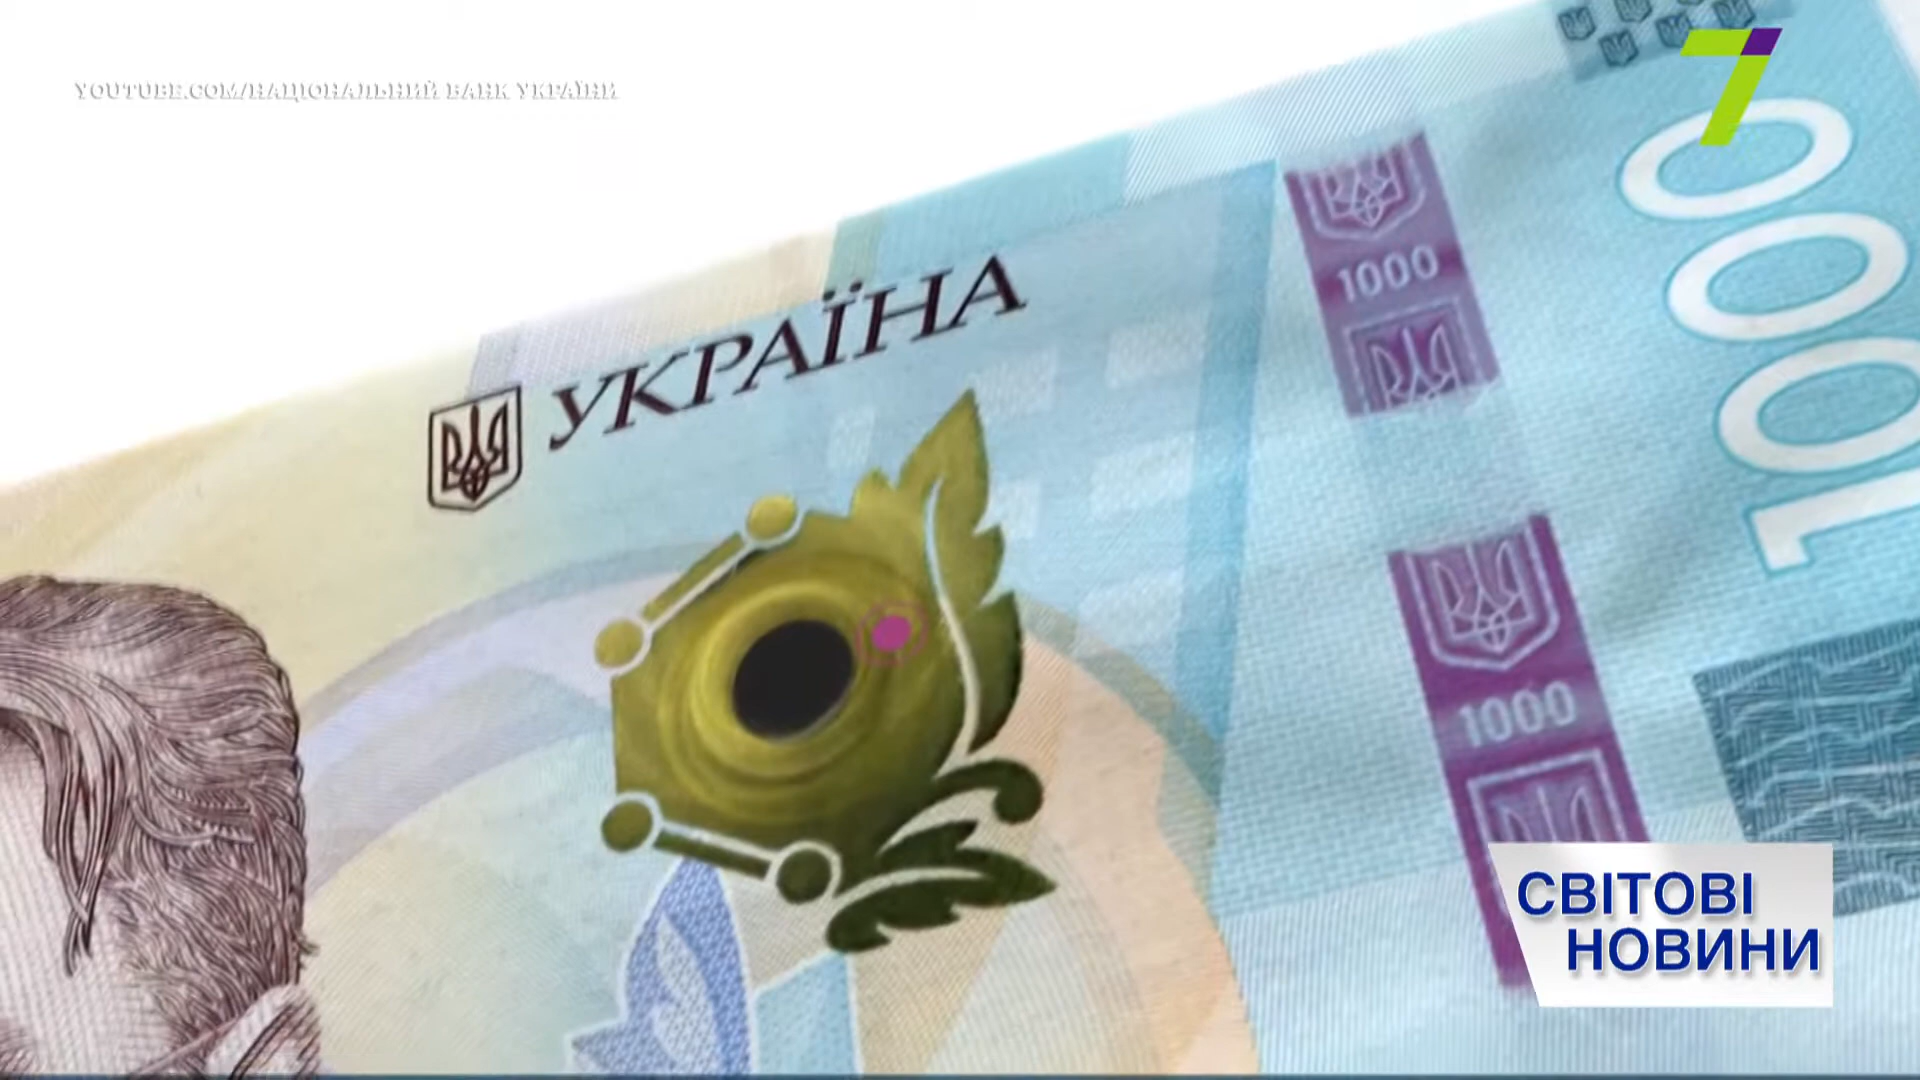 YOUTUBE.COM/НАЦІОНАЛЬНИЙ БАНК УКРАЇНИ
7
УКРАЇНА
1000
1000
1000
СВІТОВІ
НОВИНИ